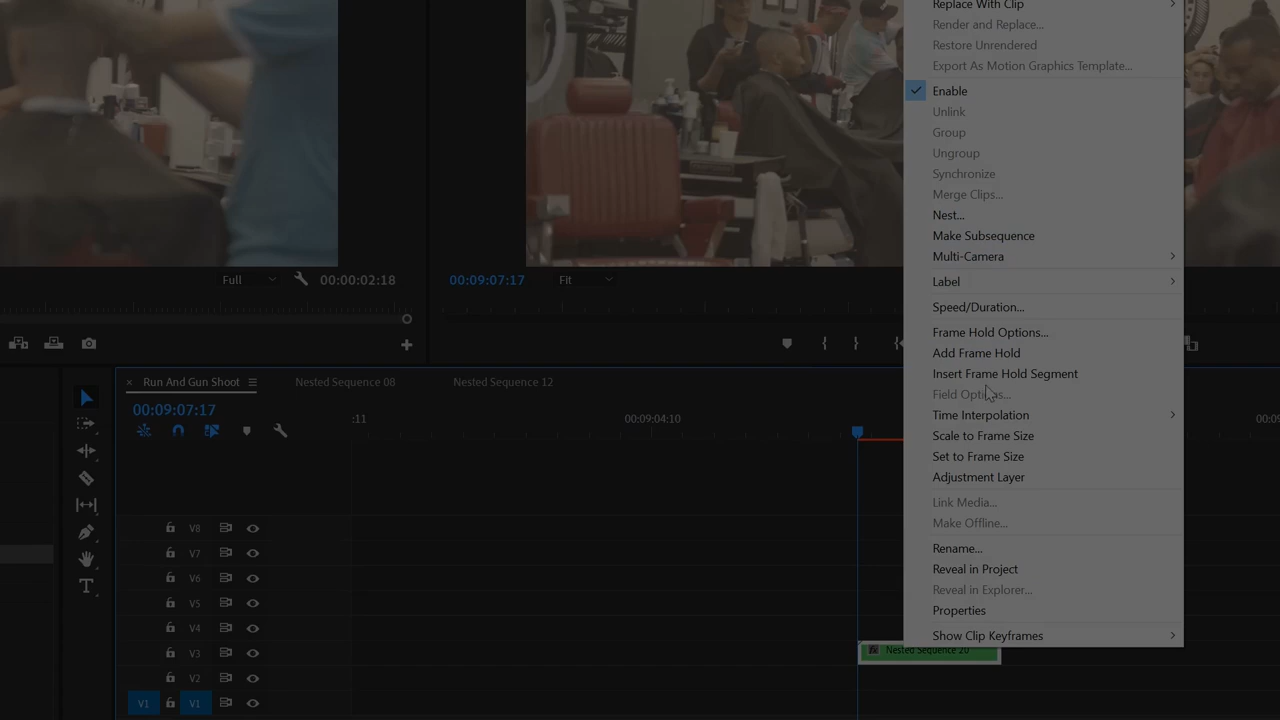 Replace With Clip
Render and Replace...
Restore Unrendered
Export As Motion Graphics Template...
Enable
Unlink
Group
Ungroup
Synchronize
Merge Clips...
Nest...
Make Subsequence
Multi-Camera
Label
Speed/Duration...
Frame Hold Options...
Add Frame Hold
Insert Frame Hold Segment
Field Options...
Time Interpolation
Scale to Frame Size
Set to Frame Size
Adjustment Layer
Link Media...
Make Offline...
Rename...
Reveal in Project
Reveal in Explorer...
Properties
Show Clip Keyframes
Full
00:00:02:18
00:09:07:17
Fit
Run And Gun Shoot
Nested Sequence 08
Nested Sequence 12
00:09:07:17
:11
00:09:04:10
00:09
V8
V7
V6
V5
V4
V3
fx Nested Sequence 20
V2
V1 V1